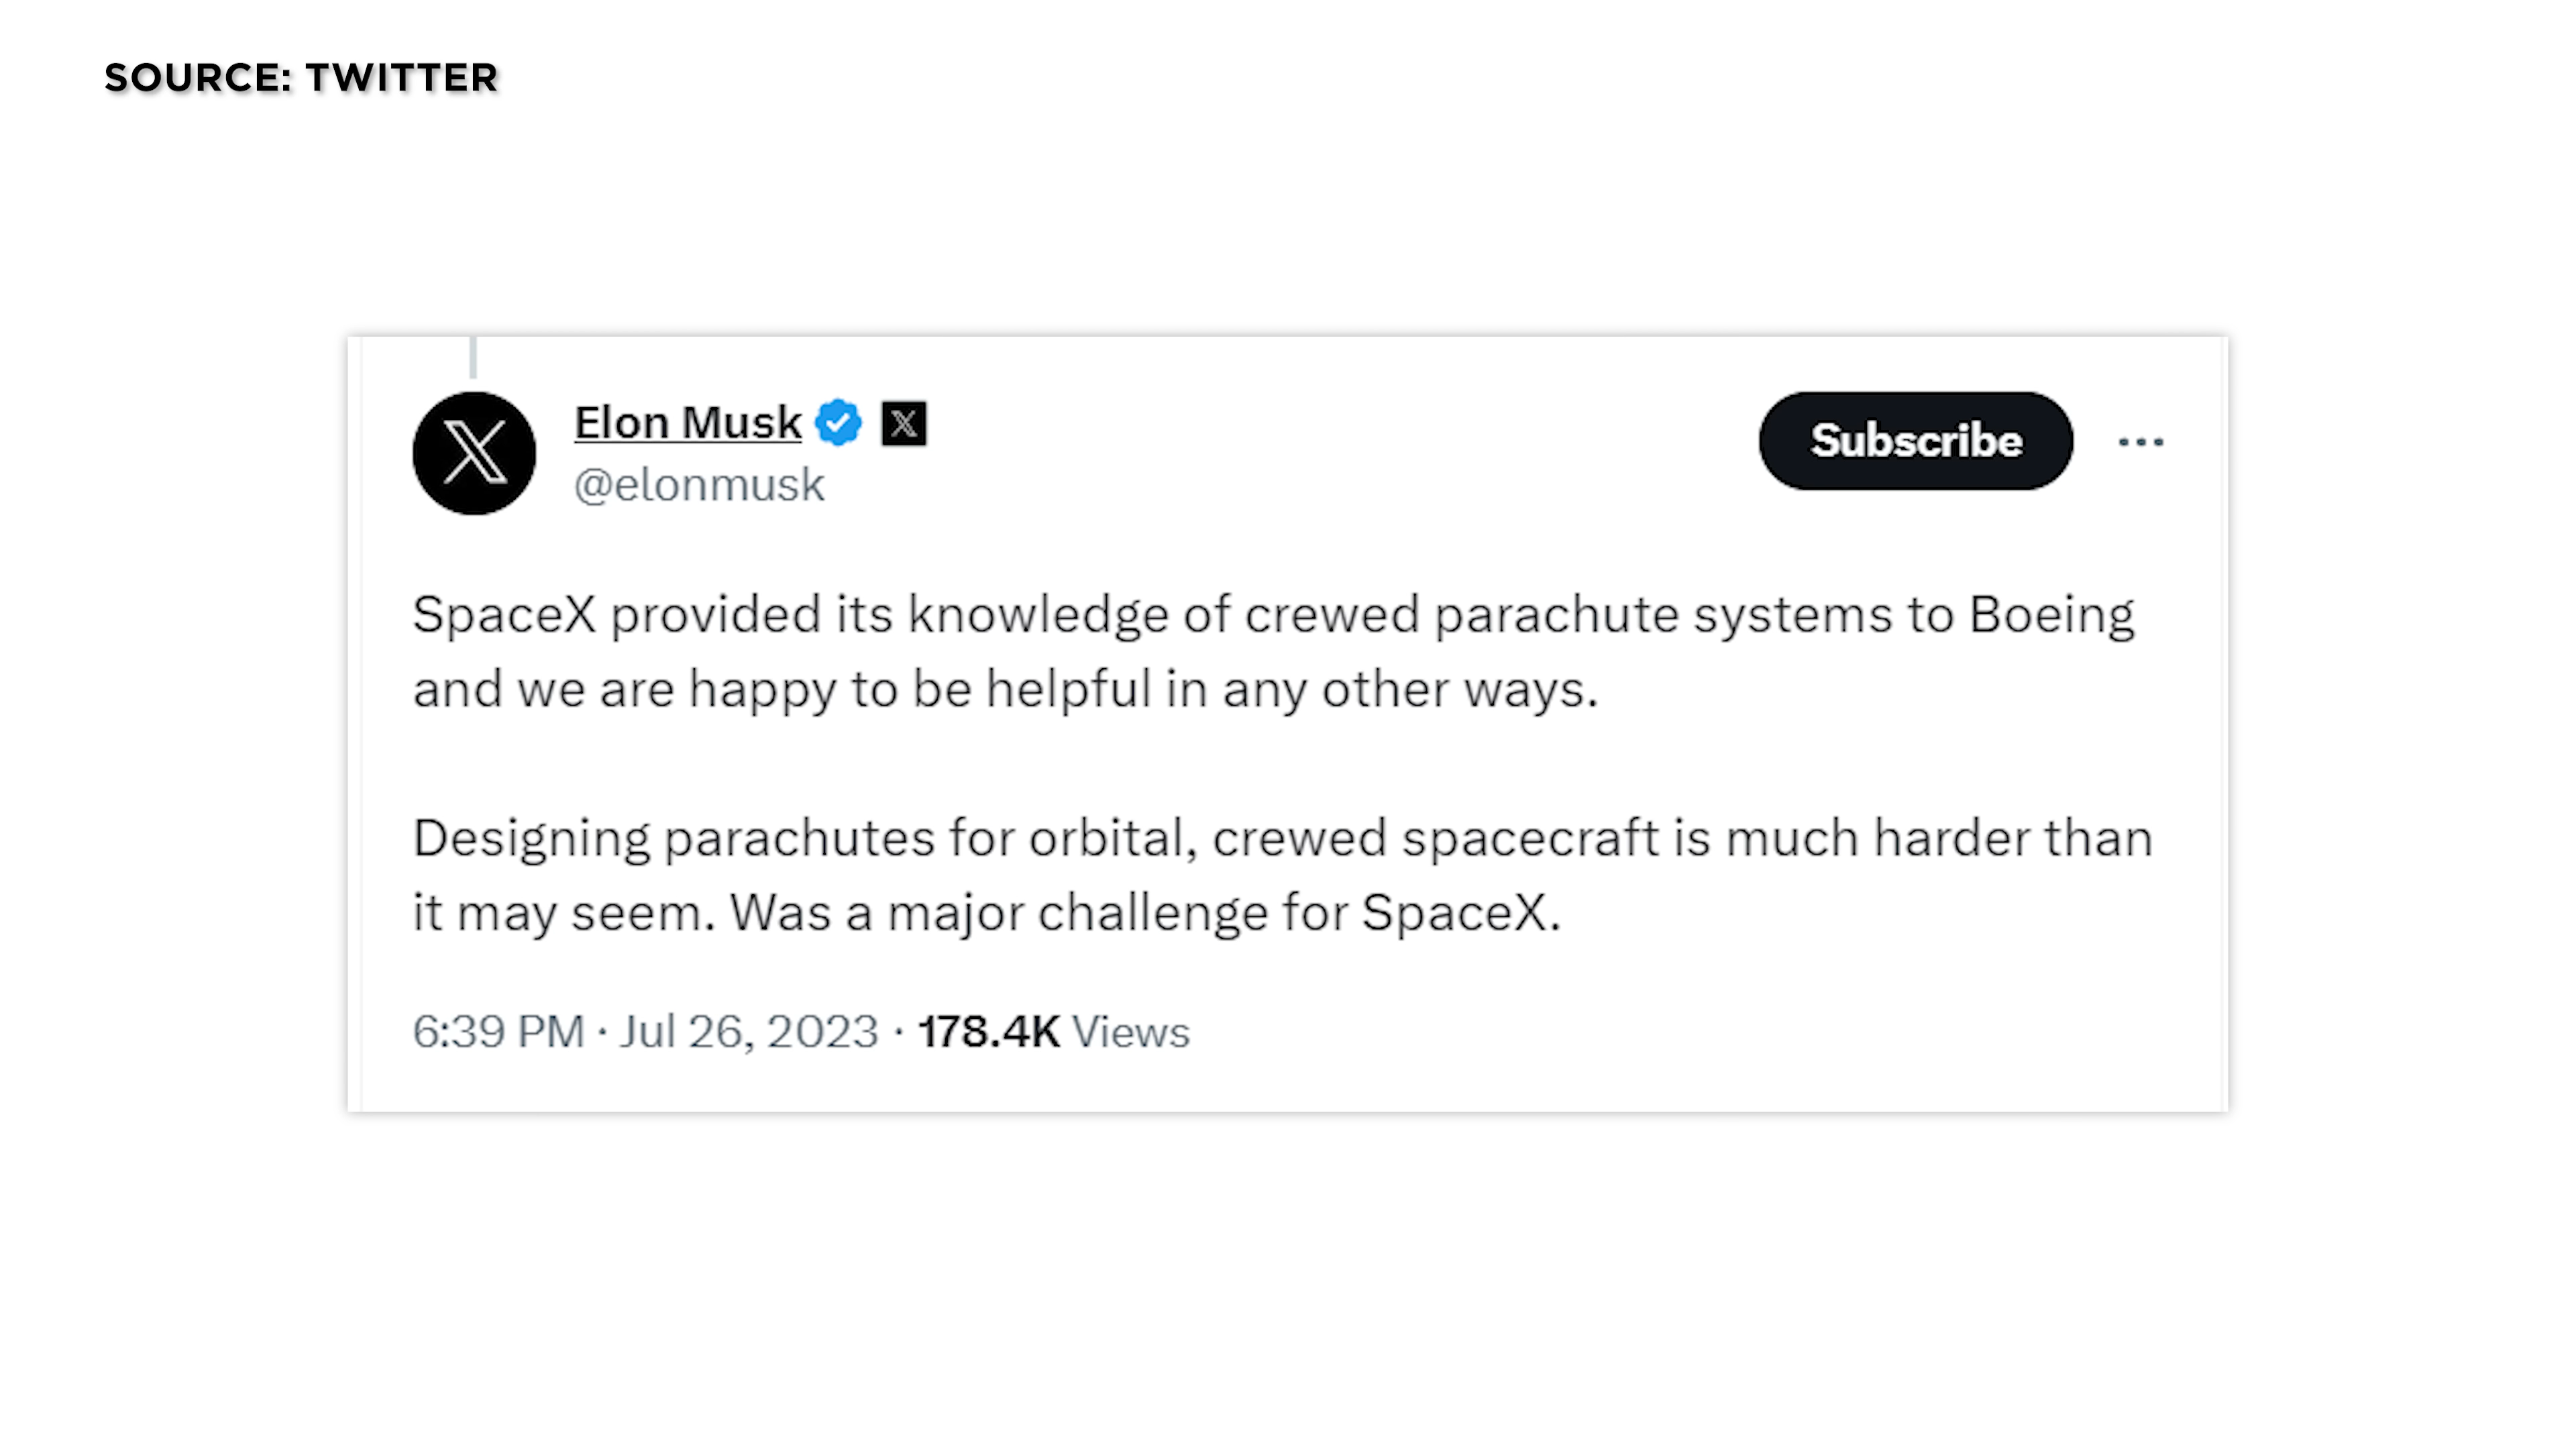 SOURCE: TWITTER
Elon Musk
@elonmusk
Subscribe
SpaceX provided its knowledge of crewed parachute systems to Boeing
and we are happy to be helpful in any other ways.
Designing parachutes for orbital, crewed spacecraft is much harder than
it may seem. Was a major challenge for SpaceX.
6:39 PM · Jul 26, 2023 · 178.4K Views